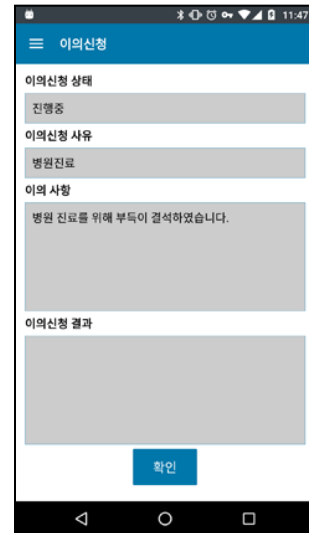 11:47
이의신청
이의신청 상태
진행중
이의신청 사유
병원진료
이의 사항
병원 진료를 위해 부득이 결석하였습니다.
이의신청 결과
확인